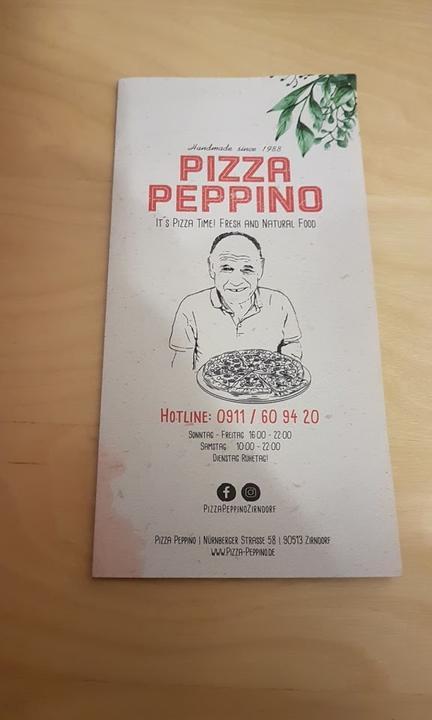 Handmade since 1988
PIZZA
PEPPINO
IT'S PIZZA TIME! FRESH AND NATURAL FOOD
HOTLINE: 0911 / 60 94 20
SONNTAG - FREITAG 16:00 - 22:00
SAMSTAG 10:00 - 22:00
DIENSTAG RUHETAG!
PIZZAPEPPINOZIRNDORF
PIZZA PEPPINO | NÜRNBERGER STRASSE 58 | 90513 ZIRNDORF
WWW.PIZZA-PEPPINO.DE